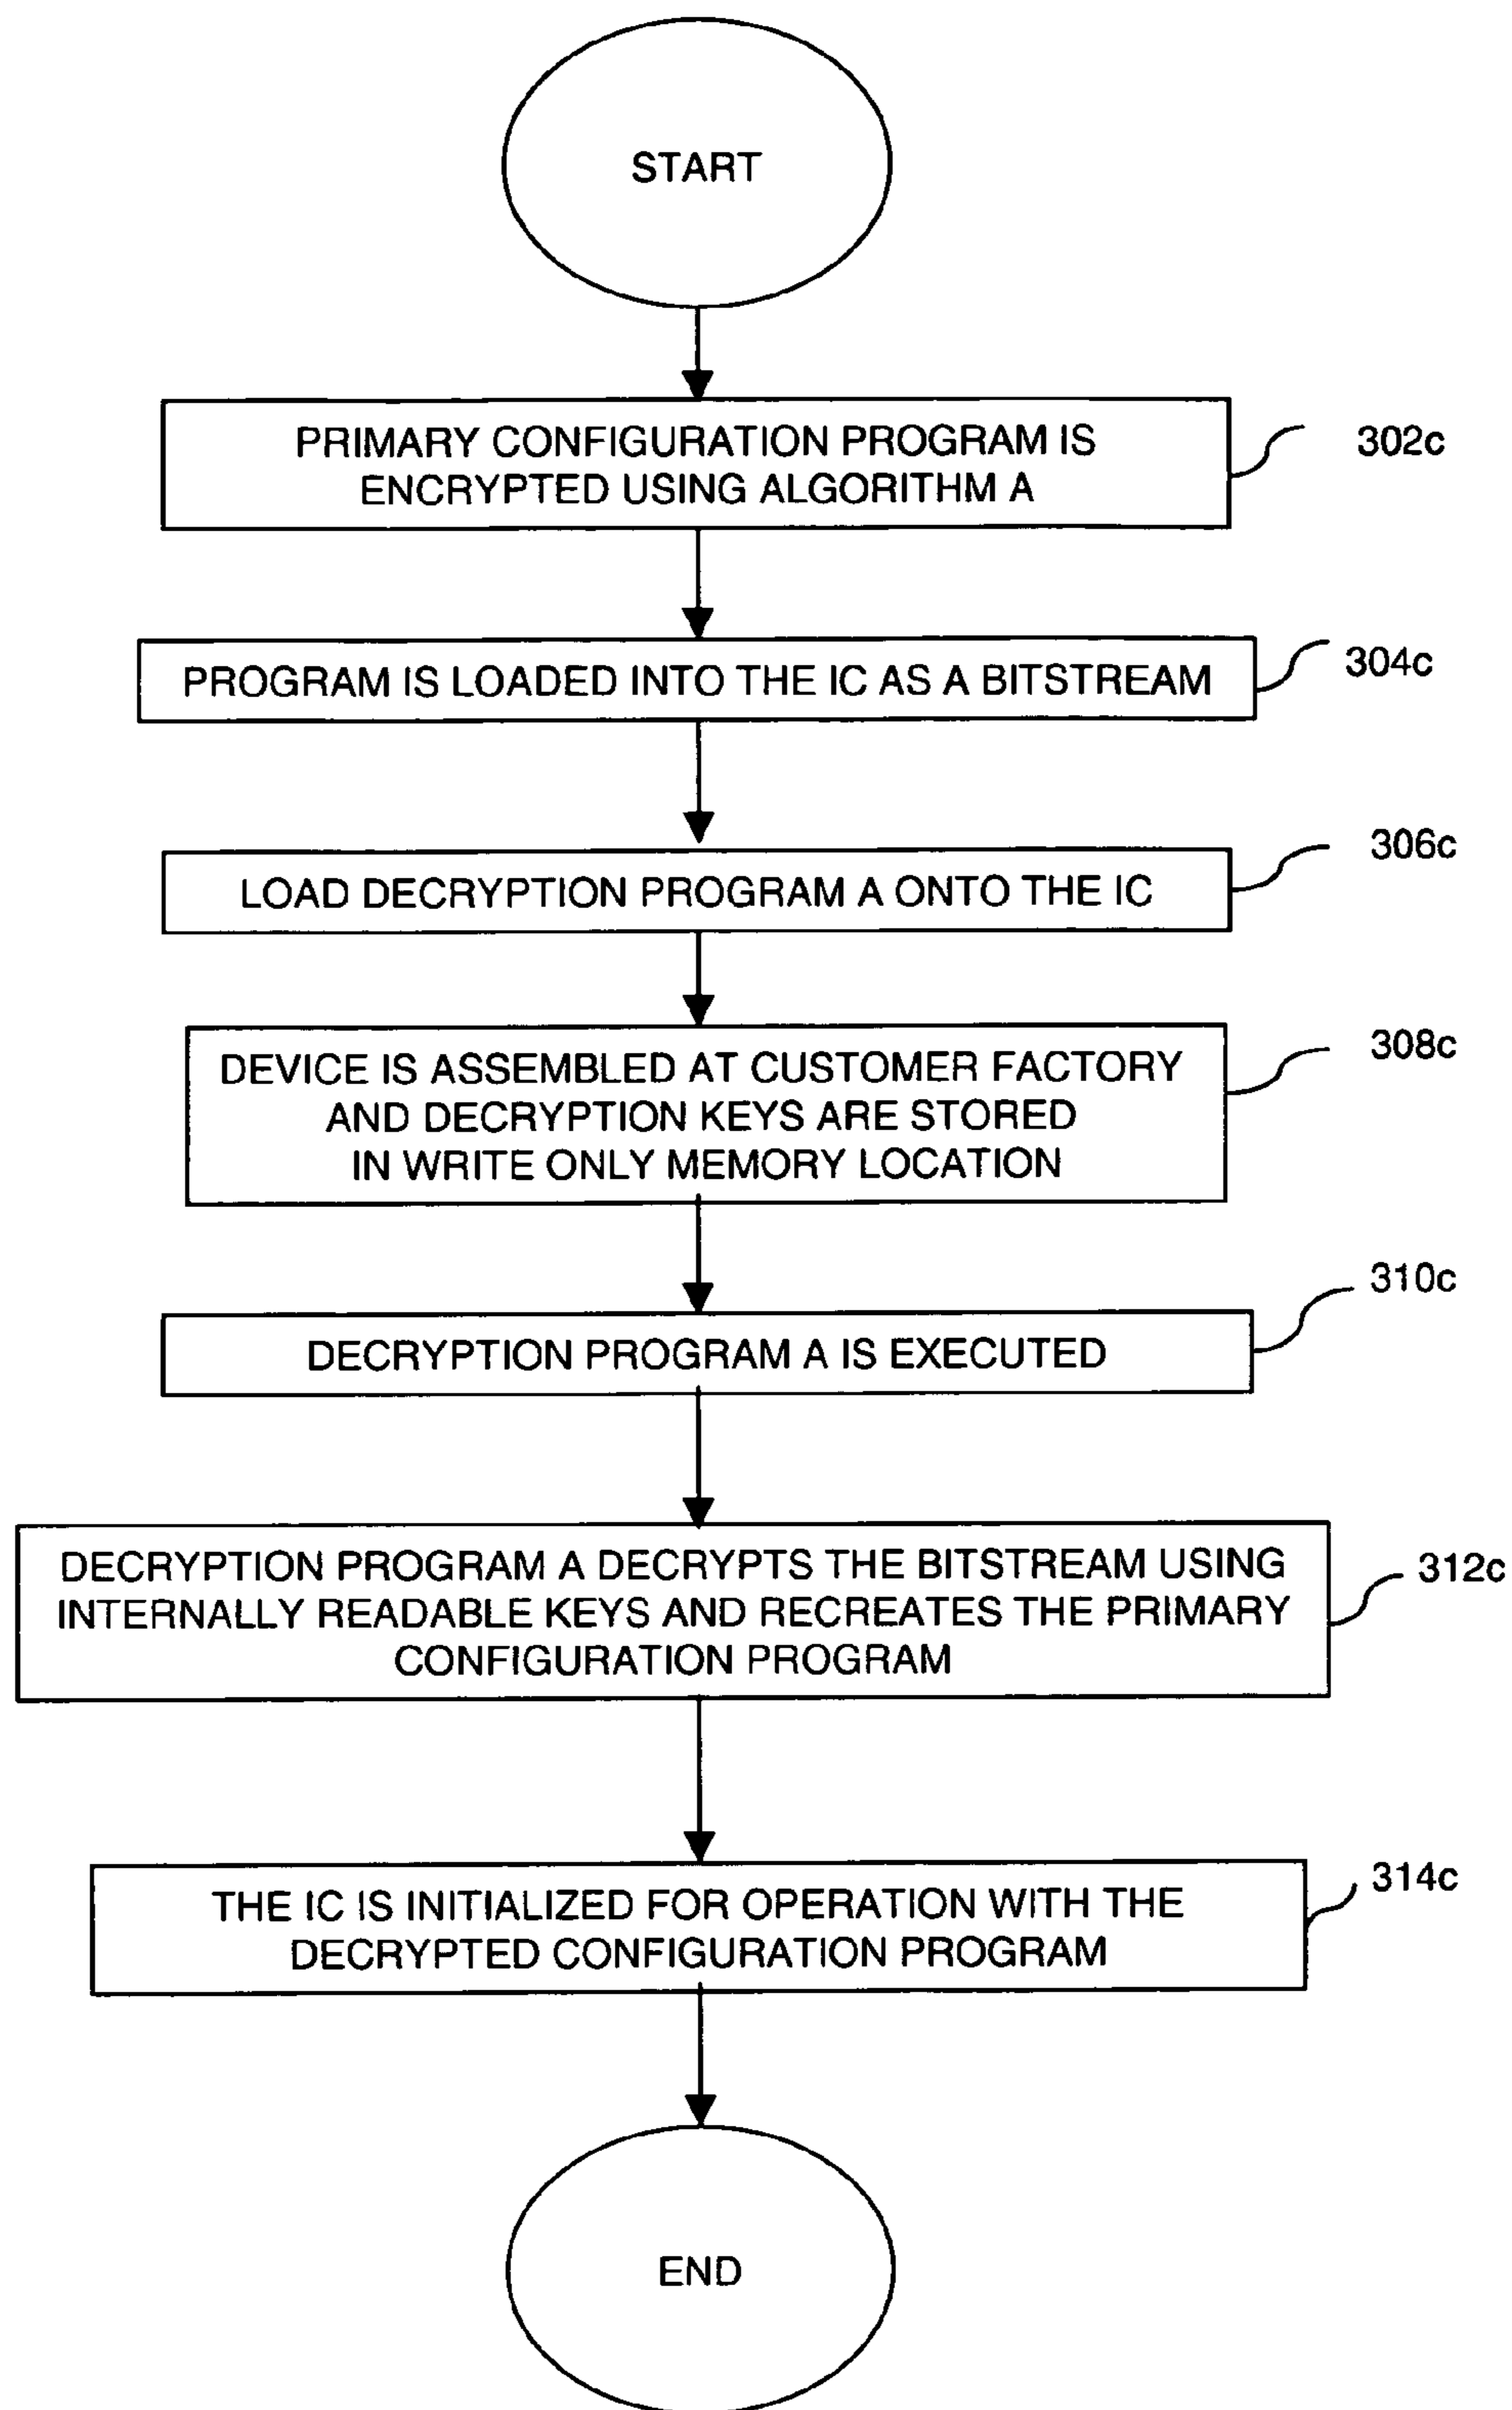 START
PRIMARY CONFIGURATION PROGRAM IS
ENCRYPTED USING ALGORITHM A
302c
PROGRAM IS LOADED INTO THE IC AS A BITSTREAM
304c
LOAD DECRYPTION PROGRAM A ONTO THE IC
306c
DEVICE IS ASSEMBLED AT CUSTOMER FACTORY
AND DECRYPTION KEYS ARE STORED
IN WRITE ONLY MEMORY LOCATION
308c
DECRYPTION PROGRAM A IS EXECUTED
310c
DECRYPTION PROGRAM A DECRYPTS THE BITSTREAM USING
INTERNALLY READABLE KEYS AND RECREATES THE PRIMARY
CONFIGURATION PROGRAM
312c
THE IC IS INITIALIZED FOR OPERATION WITH THE
DECRYPTED CONFIGURATION PROGRAM
314c
END